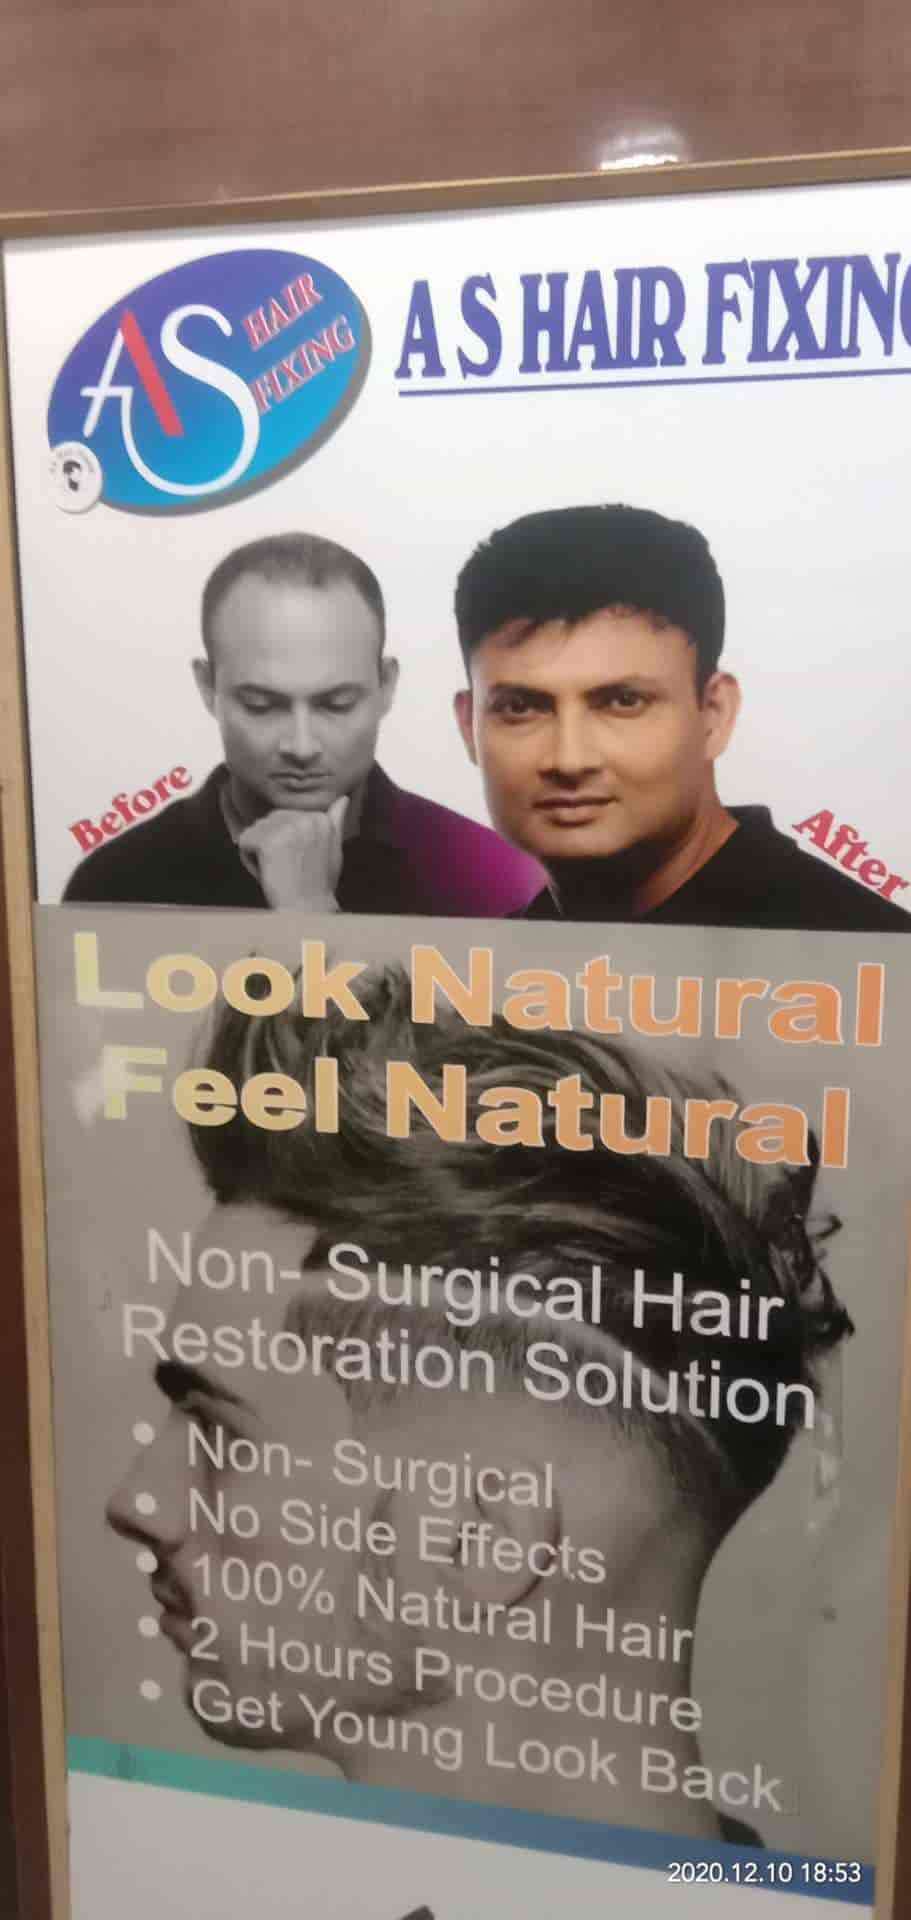 AS HAIR
FIXING
A S HAIR FIXING
Before
After
Look Natural
Feel Natural
Non- Surgical Hair
Restoration Solution
• Non- Surgical
• No Side Effects
• 100% Natural Hair
• 2 Hours Procedure
• Get Young Look Back
2020.12.10 18:53